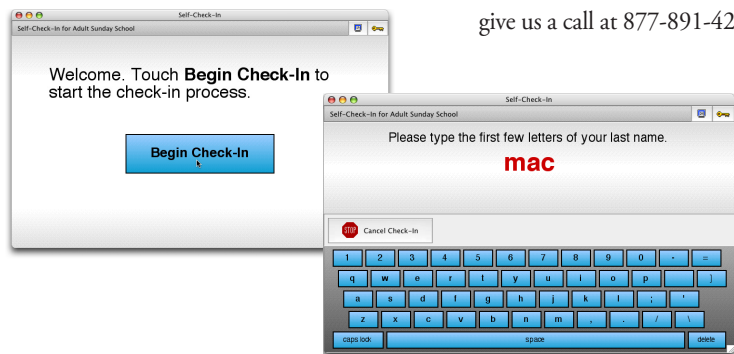 give us a call at 877-891-42
Self-Check-In
Self-Check-In for Adult Sunday School
Welcome. Touch Begin Check-In to
start the check-in process.
Begin Check-In
Self-Check-In
Self-Check-In for Adult Sunday School
Please type the first few letters of your last name.
mac
STOP Cancel Check-In
1 2 3 4 5 6 7 8 9 0 - =
q w e r t y u i o p ]
a s d f g h j k l ; '
z x c v b n m , . / \
caps lock space delete